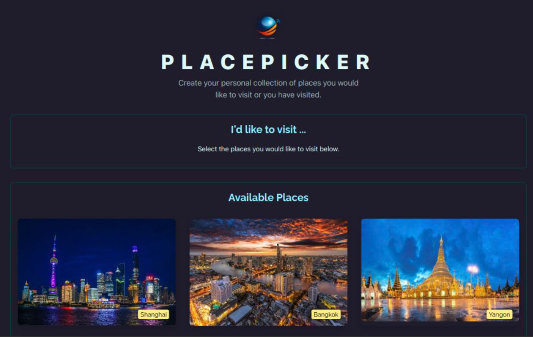 PLACEPICKER
Create your personal collection of places you would
like to visit or you have visited.
I'd like to visit ...
Select the places you would like to visit below.
Available Places
Shanghai
Bangkok
Yangon